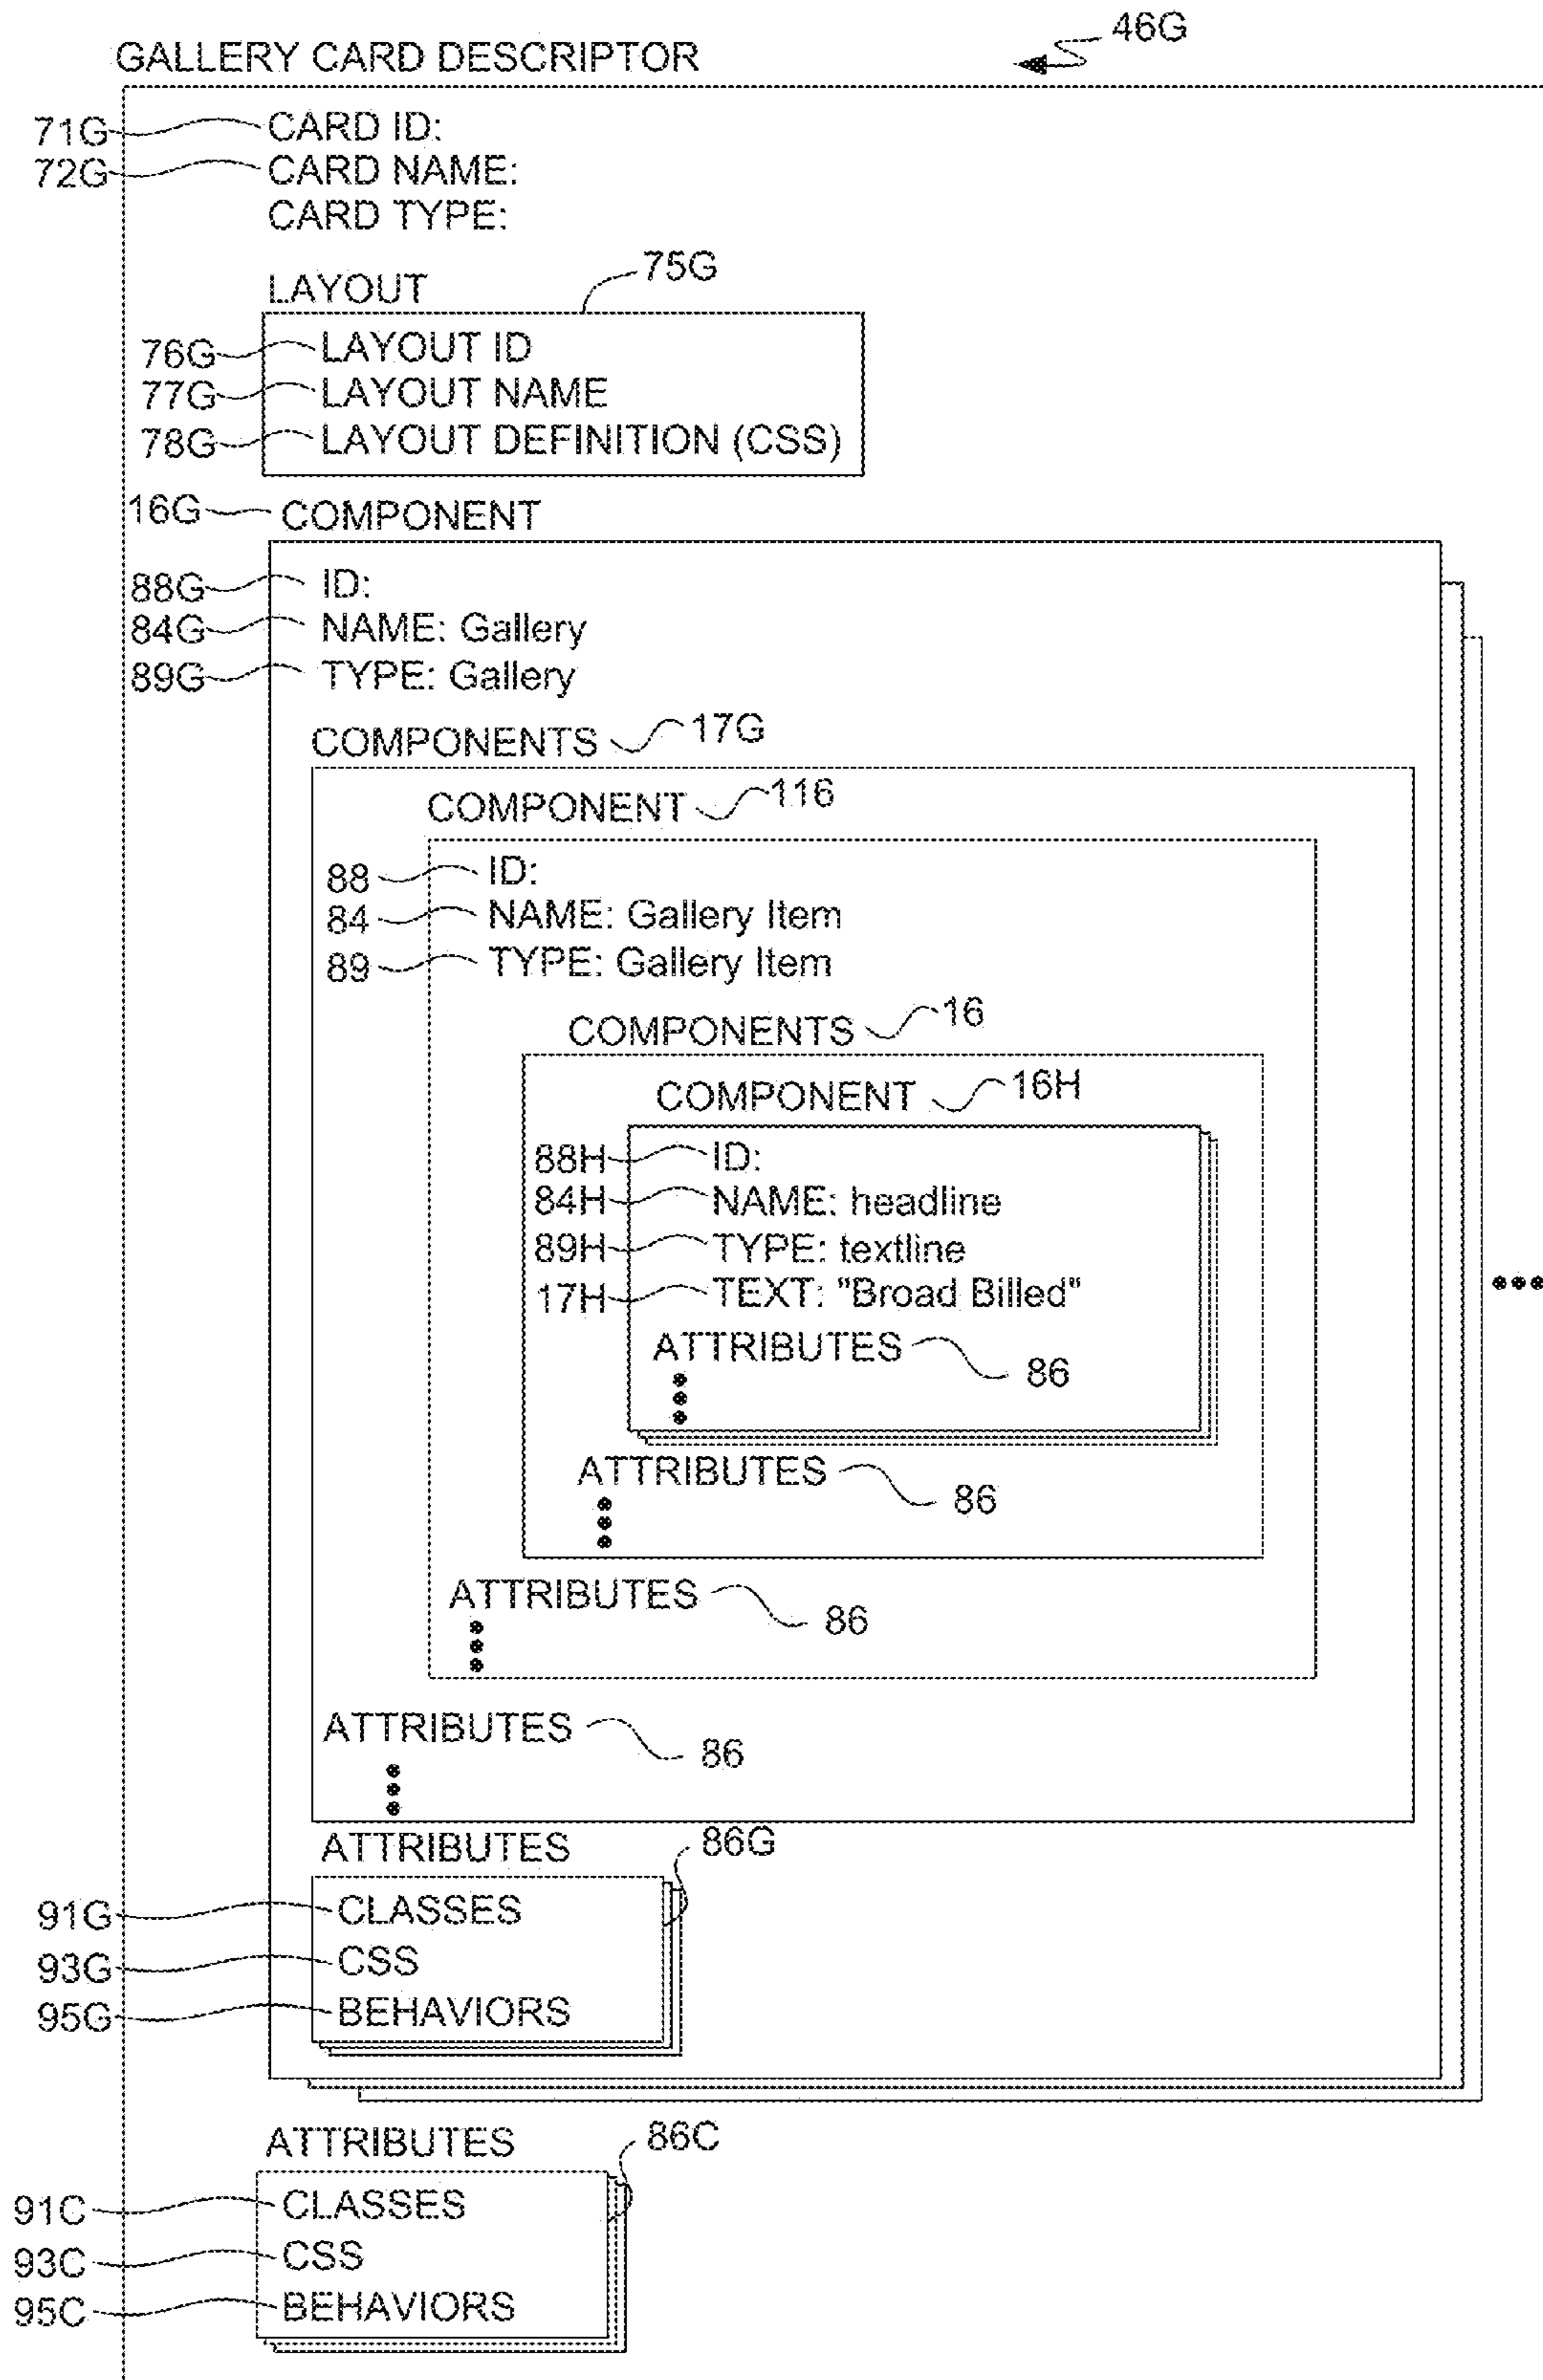 46G
GALLERY CARD DESCRIPTOR
71G CARD ID:
72G CARD NAME:
CARD TYPE:
75G
LAYOUT
76G LAYOUT ID
77G LAYOUT NAME
78G LAYOUT DEFINITION (CSS)
16G COMPONENT
88G ID:
84G NAME: Gallery
89G TYPE: Gallery
COMPONENTS 17G
COMPONENT 116
88 ID:
84 NAME: Gallery Item
89 TYPE: Gallery Item
COMPONENTS 16
COMPONENT 16H
88H ID:
84H NAME: headline
89H TYPE: textline
17H TEXT: "Broad Billed"
ATTRIBUTES 86
ATTRIBUTES 86
ATTRIBUTES 86
ATTRIBUTES 86
ATTRIBUTES 86G
91G CLASSES
93G CSS
95G BEHAVIORS
ATTRIBUTES 86C
91C CLASSES
93C CSS
95C BEHAVIORS